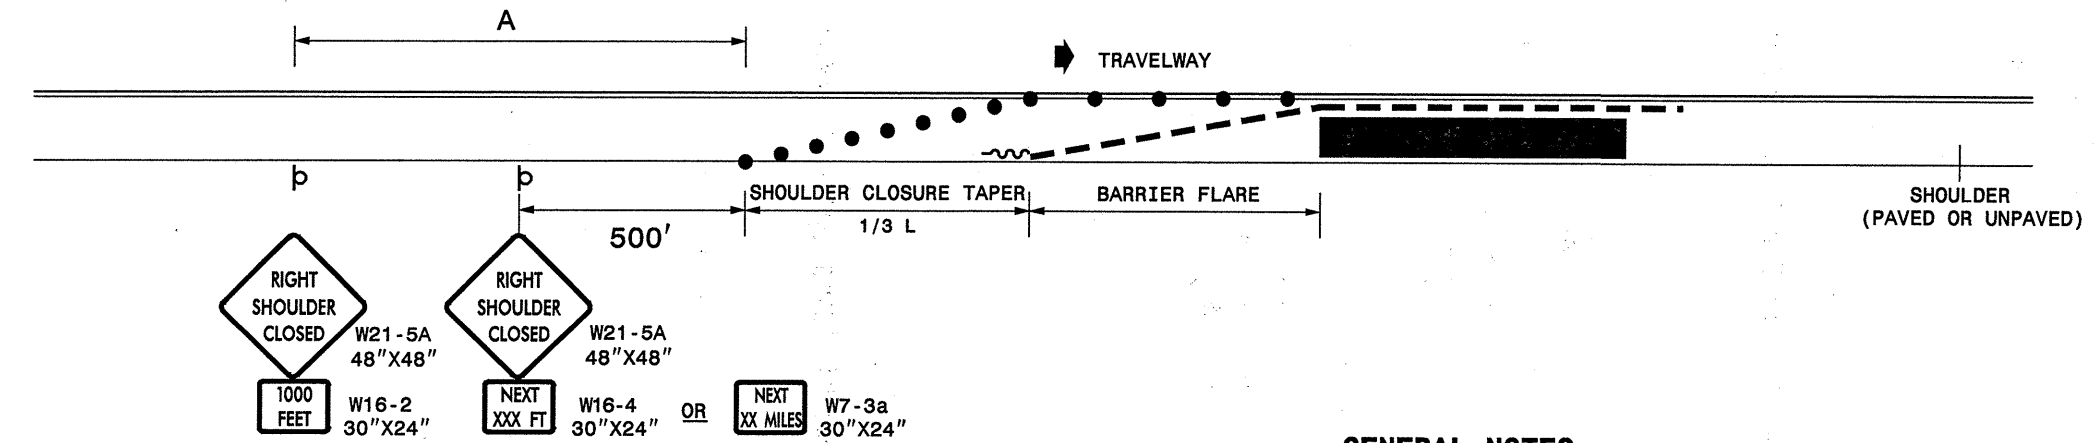 A
TRAVELWAY
SHOULDER CLOSURE TAPER
1/3 L
BARRIER FLARE
500'
SHOULDER
(PAVED OR UNPAVED)
RIGHT
SHOULDER
CLOSED
W21-5A
48"X48"
1000
FEET
W16-2
30"X24"
RIGHT
SHOULDER
CLOSED
W21-5A
48"X48"
NEXT
XXX FT
W16-4
30"X24"
OR
NEXT
XX MILES
W7-3a
30"X24"
GENERAL NOTES